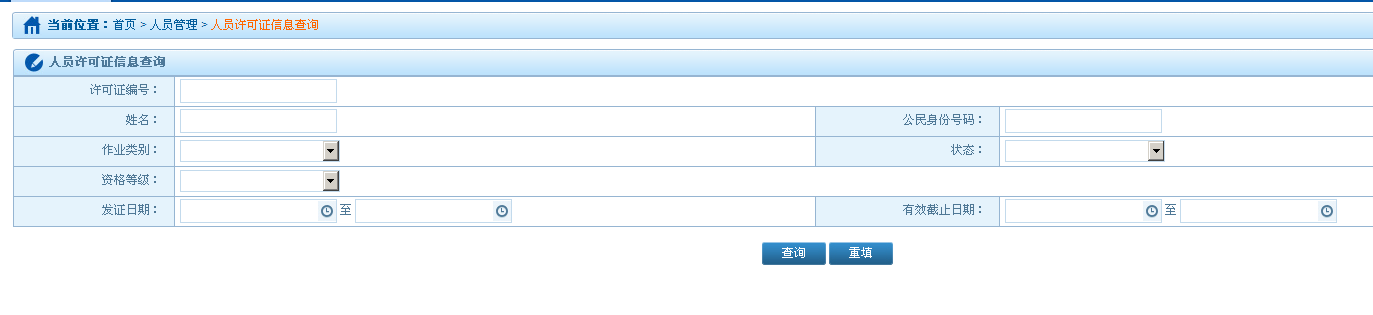 当前位置：首页 > 人员管理 > 人员许可证信息查询
人员许可证信息查询
许可证编号：
姓名： 公民身份号码：
作业类别： 状态：
资格等级：
发证日期： 至 有效截止日期： 至
查询 重填